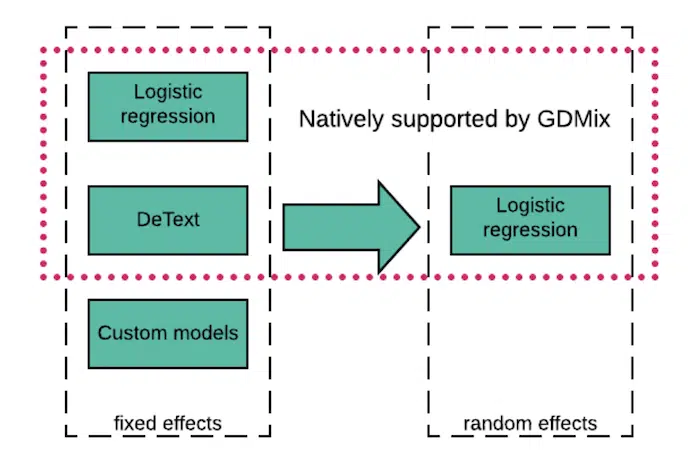 Logistic
regression
Natively supported by GDMix
DeText
Logistic
regression
Custom models
fixed effects
random effects